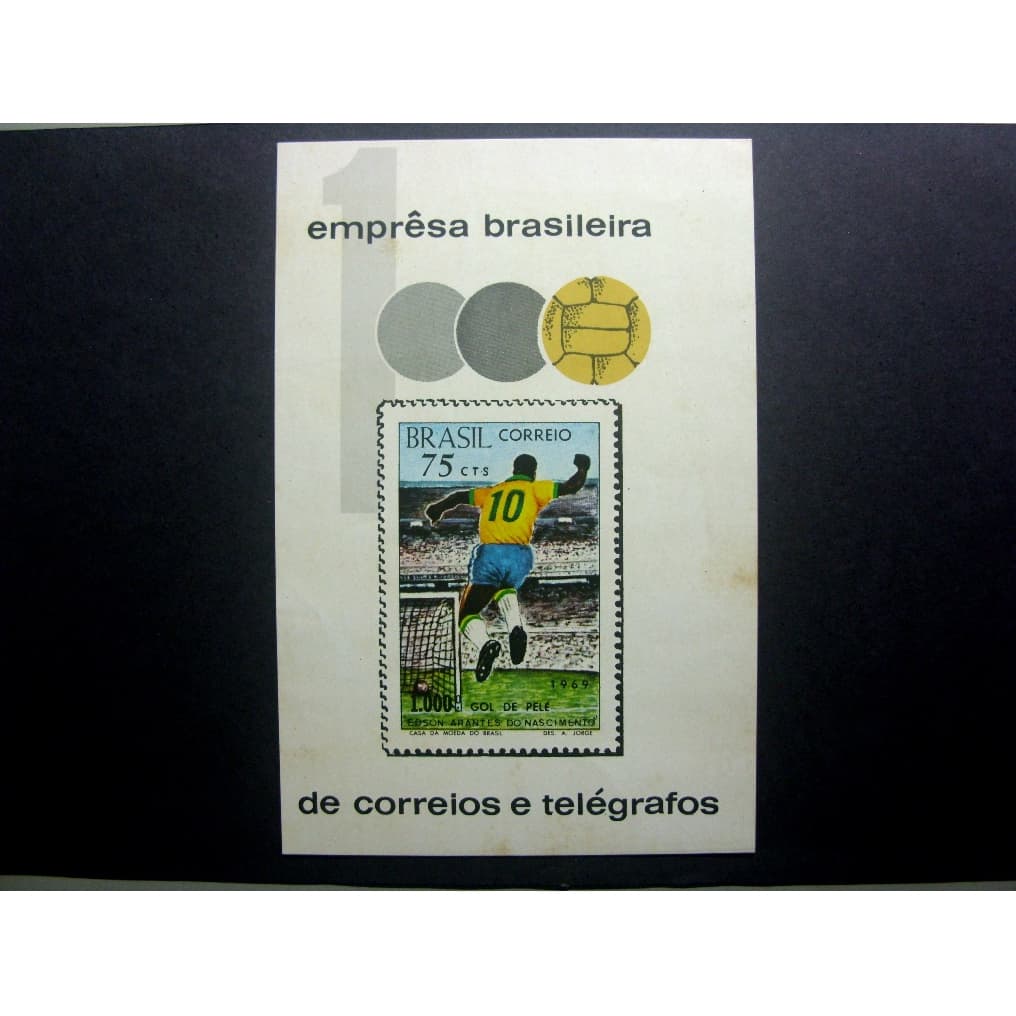 1
emprêsa brasileira
BRASIL CORREIO
75 CTS
10
1969
1.000º GOL DE PELÉ
EDSON ARANTES DO NASCIMENTO
CASA DA MOEDA DO BRASIL DES. A. JORGE
de correios e telégrafos